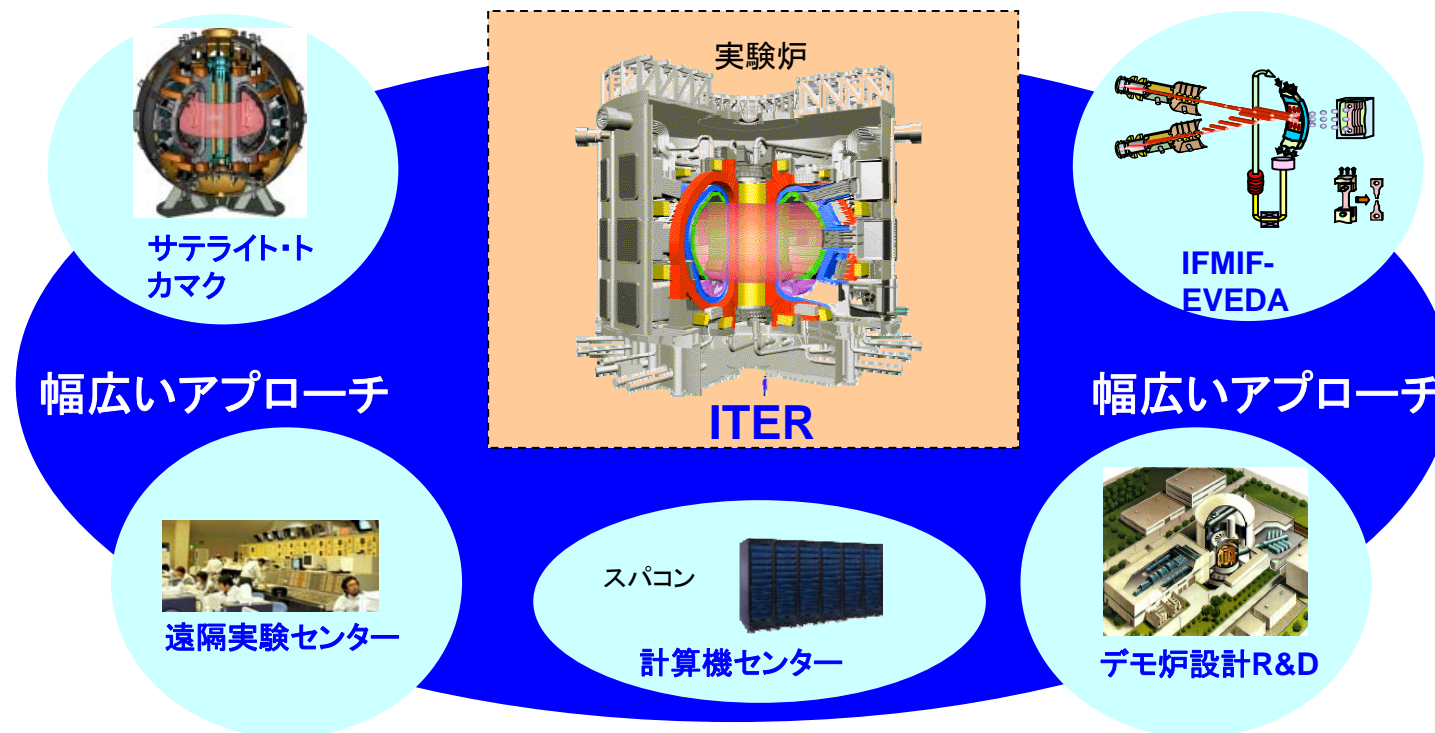 実験炉
ITER
サテライト・ト
カマク
IFMIF-
EVEDA
幅広いアプローチ
幅広いアプローチ
遠隔実験センター
スパコン
計算機センター
デモ炉設計R&D